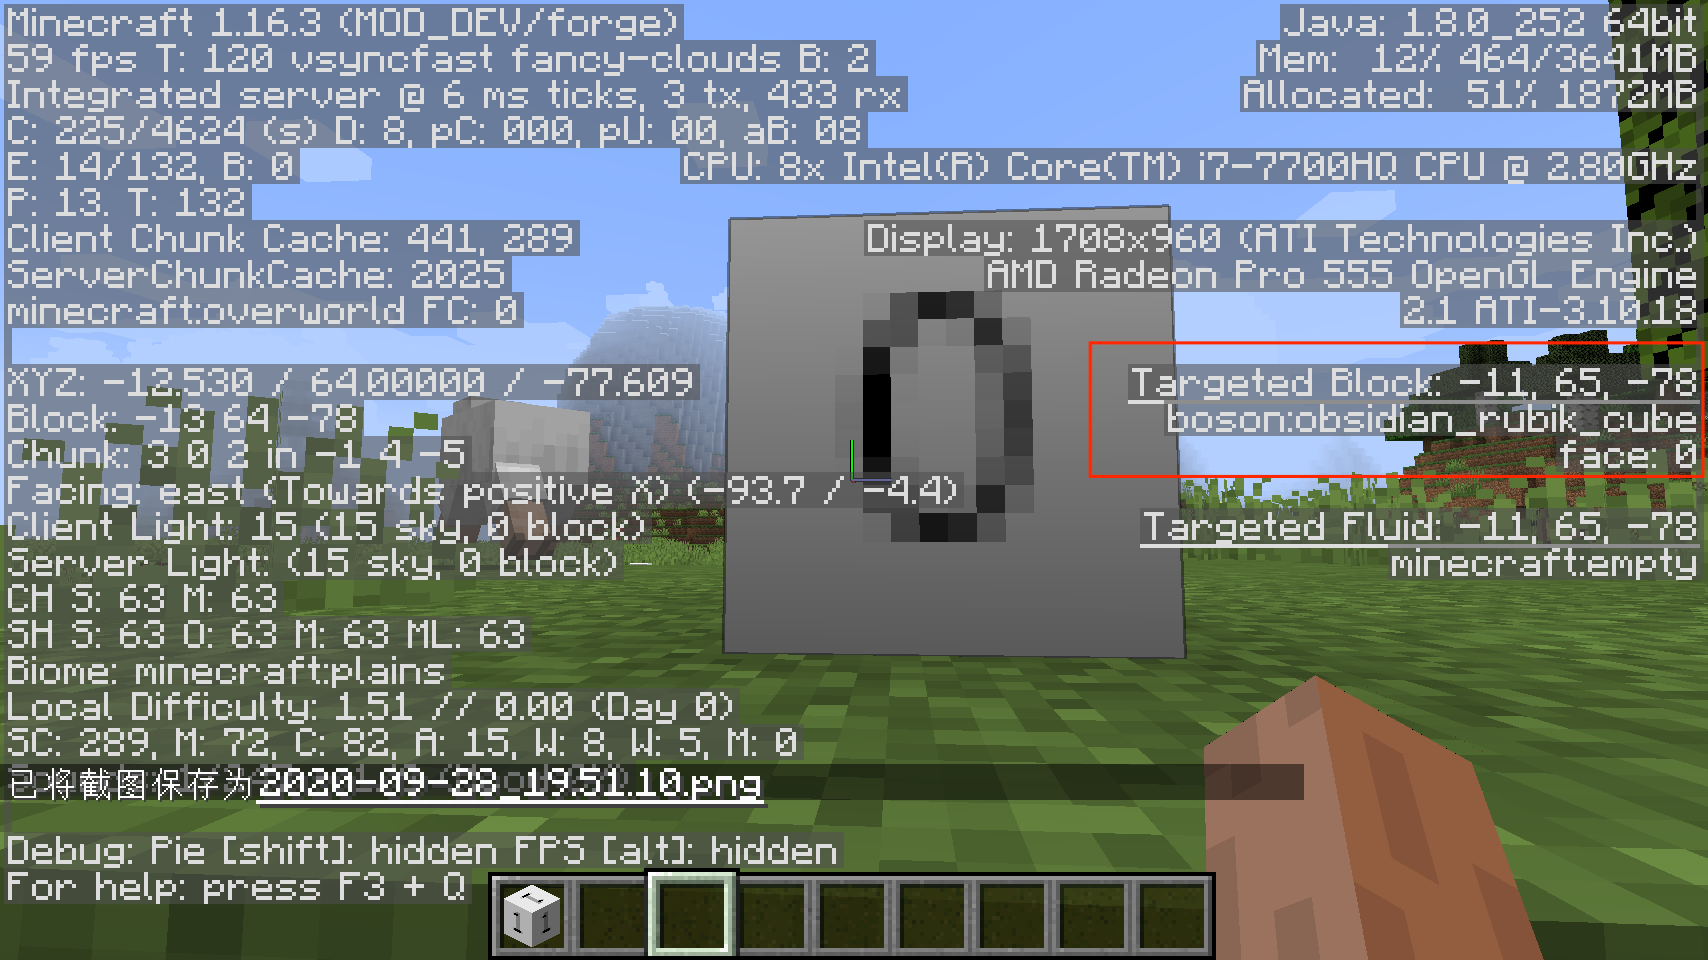 Minecraft 1.16.3 (MOD_DEV/forge)
59 fps T: 120 vsyncfast fancy-clouds B: 2
Integrated server @ 6 ms ticks, 3 tx, 433 rx
C: 225/4624 (s) D: 8, pC: 000, pU: 00, aB: 08
E: 14/132, B: 0
P: 13. T: 132
Client Chunk Cache: 441, 289
ServerChunkCache: 2025
minecraft:overworld FC: 0
XYZ: -12.530 / 64.00000 / -77.609
Block: -13 64 -78
Chunk: 3 0 2 in -1 4 -5
Facing: east (Towards positive X) (-93.7 / -4.4)
Client Light: 15 (15 sky, 0 block)
Server Light: (15 sky, 0 block)
CH S: 63 M: 63
SH S: 63 O: 63 M: 63 ML: 63
Biome: minecraft:plains
Local Difficulty: 1.51 // 0.00 (Day 0)
SC: 289, M: 72, C: 82, A: 15, W: 8, W: 5, M: 0
已将截图保存为2020-09-28_19.51.10.png
Debug: Pie [shift]: hidden FPS [alt]: hidden
For help: press F3 + Q
Java: 1.8.0_252 64bit
Mem: 12% 464/3641MB
Allocated: 51% 1872MB
CPU: 8x Intel(R) Core(TM) i7-7700HQ CPU @ 2.80GHz
Display: 1708x960 (ATI Technologies Inc.)
AMD Radeon Pro 555 OpenGL Engine
2.1 ATI-3.10.18
Targeted Block: -11, 65, -78
boson:obsidian_rubik_cube
face: 0
Targeted Fluid: -11, 65, -78
minecraft:empty
0
1 1